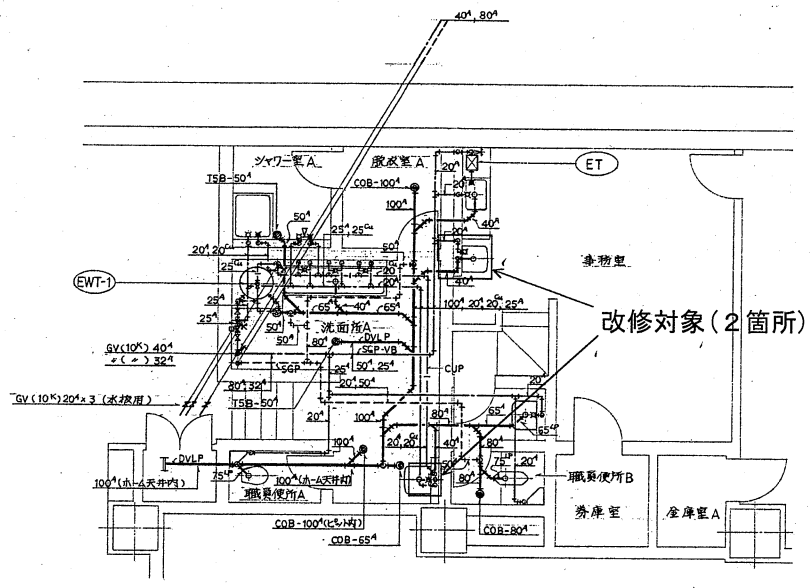 40ᴬ, 80ᴬ
シャワー室A
脱衣室A
ET
TSB-50ᴬ
COB-100ᴬ
20ᴬ
20ᴬ
100ᴬ
50ᴬ
25ᴬ, 25ᶜᵘ
40ᴬ
20ᴬ, 20ᶜᵘ
50ᴬ
20ᴬ
事務室
25ᶜᵘ
20ᴬ
EWT-1
20ᴬ
40ᴬ
25ᴬ
65ᴬ
40ᴬ
65ᴬ
100ᴬ, 20ᴬ, 20ᶜᵘ, 25ᴬ
25ᴬ
50ᴬ
洗面所A
改修対象(2箇所)
50ᴬ
80ᴬ
DVLP
GV(10ᴷ) 40ᴬ
SGP-VB
〃(〃) 32ᴬ
SGP
25ᴬ
50ᴬ, 25ᴬ
CUP
80ᴬ, 32ᴬ
20ᴬ, 50ᴬ
20ᴬ
GV(10ᴷ)20ᴬ×3(水抜用)
TSB-50ᴬ
65ᴬ
20ᴬ
100ᴬ
80ᴬ
65ᴸᴾ
100ᴬ
20ᴬ, 20ᶜᵘ
40ᴬ
80ᴬ
DVLP
75ᴸᴾ
20ᴬ
100ᴬ(ホーム天井内)
75ᴸᴾ
100ᴬ(ホーム天井内)
80ᴬ
職員便所B
職員便所A
券庫室
金庫室A
COB-100ᴬ(ピット内)
COB-80ᴬ
COB-65ᴬ